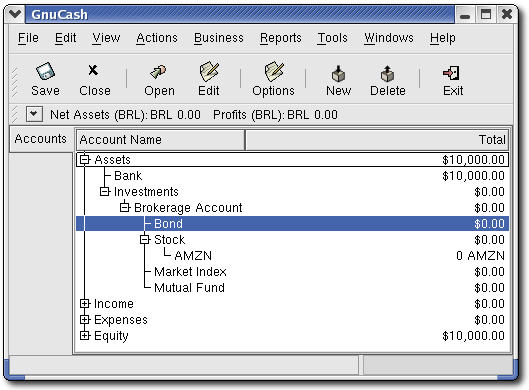 GnuCash
File Edit View Actions Business Reports Tools Windows Help
Save Close Open Edit Options New Delete Exit
Net Assets (BRL): BRL 0.00 Profits (BRL): BRL 0.00
Accounts Account Name Total
Assets $10,000.00
Bank $10,000.00
Investments $0.00
Brokerage Account $0.00
Bond $0.00
Stock $0.00
AMZN 0 AMZN
Market Index $0.00
Mutual Fund $0.00
Income $0.00
Expenses $0.00
Equity $10,000.00